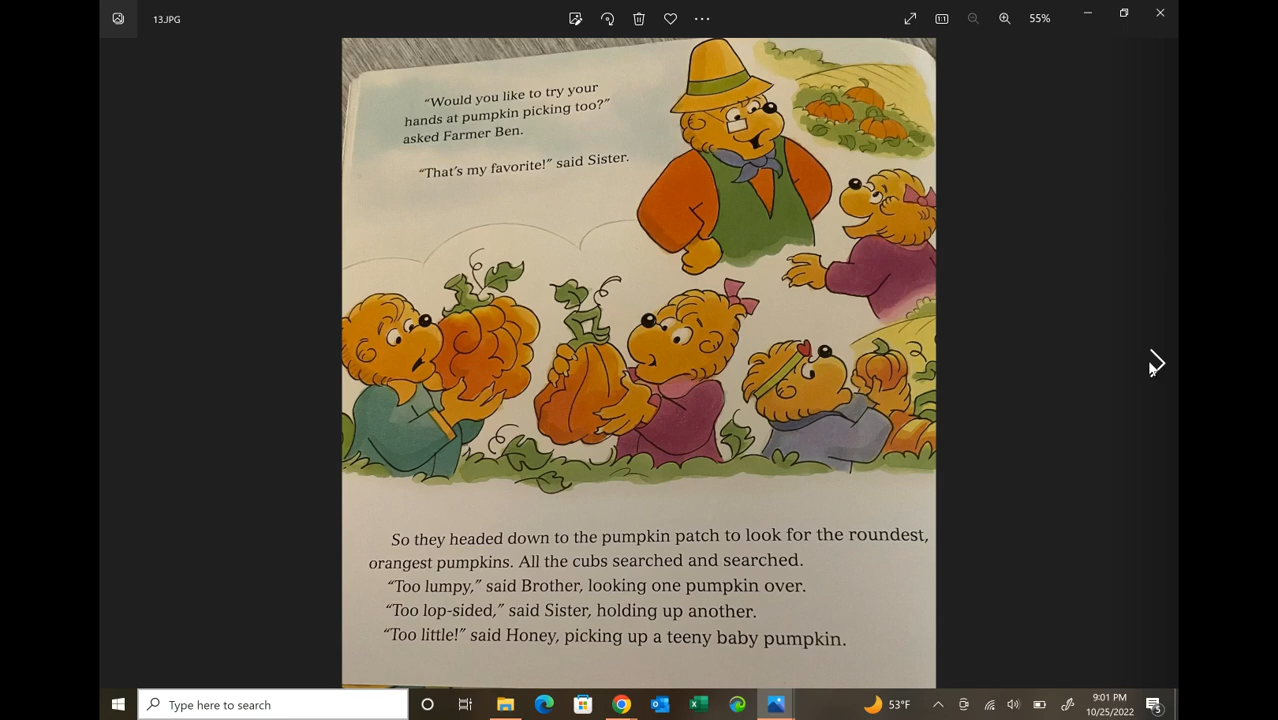 13.JPG
55%
“Would you like to try your
hands at pumpkin picking too?”
asked Farmer Ben.
“That’s my favorite!” said Sister.
So they headed down to the pumpkin patch to look for the roundest,
orangest pumpkins. All the cubs searched and searched.
“Too lumpy,” said Brother, looking one pumpkin over.
“Too lop-sided,” said Sister, holding up another.
“Too little!” said Honey, picking up a teeny baby pumpkin.
Type here to search
53°F
9:01 PM
10/25/2022
5